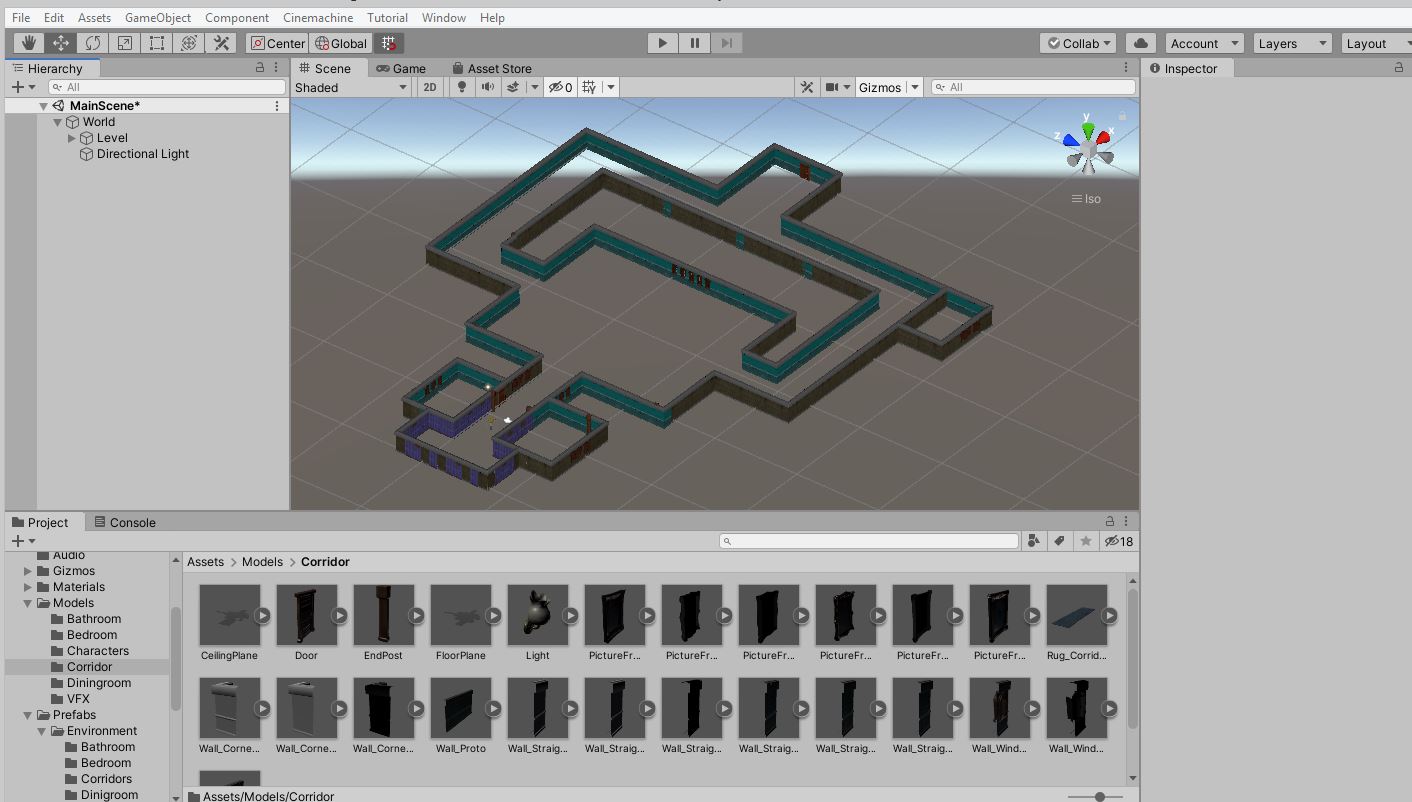 File Edit Assets GameObject Component Cinemachine Tutorial Window Help
Center Global Collab Account Layers Layout
Hierarchy Scene Game Asset Store Inspector
All Shaded 2D 0 Gizmos All
MainScene*
World
Level
Directional Light
y
z x
Iso
Project Console
18
Audio
Gizmos
Materials
Models
Bathroom
Bedroom
Characters
Corridor
Diningroom
VFX
Prefabs
Environment
Bathroom
Bedroom
Corridors
Dinigroom
Assets > Models > Corridor
CeilingPlane Door EndPost FloorPlane Light PictureFr... PictureFr... PictureFr... PictureFr... PictureFr... PictureFr... Rug_Corrid...
Wall_Corne... Wall_Corne... Wall_Corne... Wall_Proto Wall_Straig... Wall_Straig... Wall_Straig... Wall_Straig... Wall_Straig... Wall_Straig... Wall_Wind... Wall_Wind...
Assets/Models/Corridor